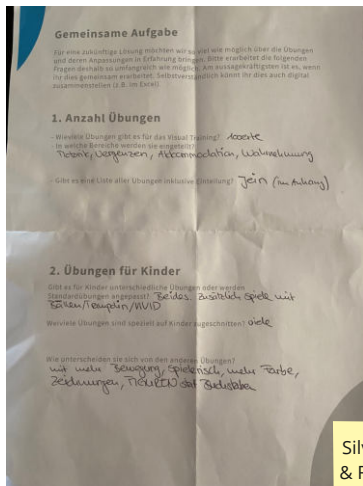 Gemeinsame Aufgabe
Für eine zukünftige Lösung möchten wir so viel wie möglich über die Übungen
und deren Anpassungen in Erfahrung bringen. Bitte erarbeitet die folgenden
Fragen deshalb so umfangreich wie möglich. Am aussagekräftigsten ist es, wenn
ihr dies gemeinsam erarbeitet. Selbstverständlich könnt ihr dies auch digital
zusammenstellen (z.B. im Excel).
1. Anzahl Übungen
- Wieviele Übungen gibt es für das Visual Training? 100erte
- In welche Bereiche werden sie eingeteilt?
Motorik, Vergenzen, Akkommodation, Wahrnehmung
- Gibt es eine Liste aller Übungen inklusive Einteilung? Jein (im Anhang)
2. Übungen für Kinder
Gibt es für Kinder unterschiedliche Übungen oder werden
Standardübungen angepasst? Beides. Zusätzlich Spiele mit
Bällen/Trampolin/
Wieviele Übungen sind speziell auf Kinder zugeschnitten? viele
Wie unterscheiden sie sich von den anderen Übungen?
mit mehr Bewegung, spielerisch, mehr Farbe,
Zeichnungen, statt Buchstaben
Silv